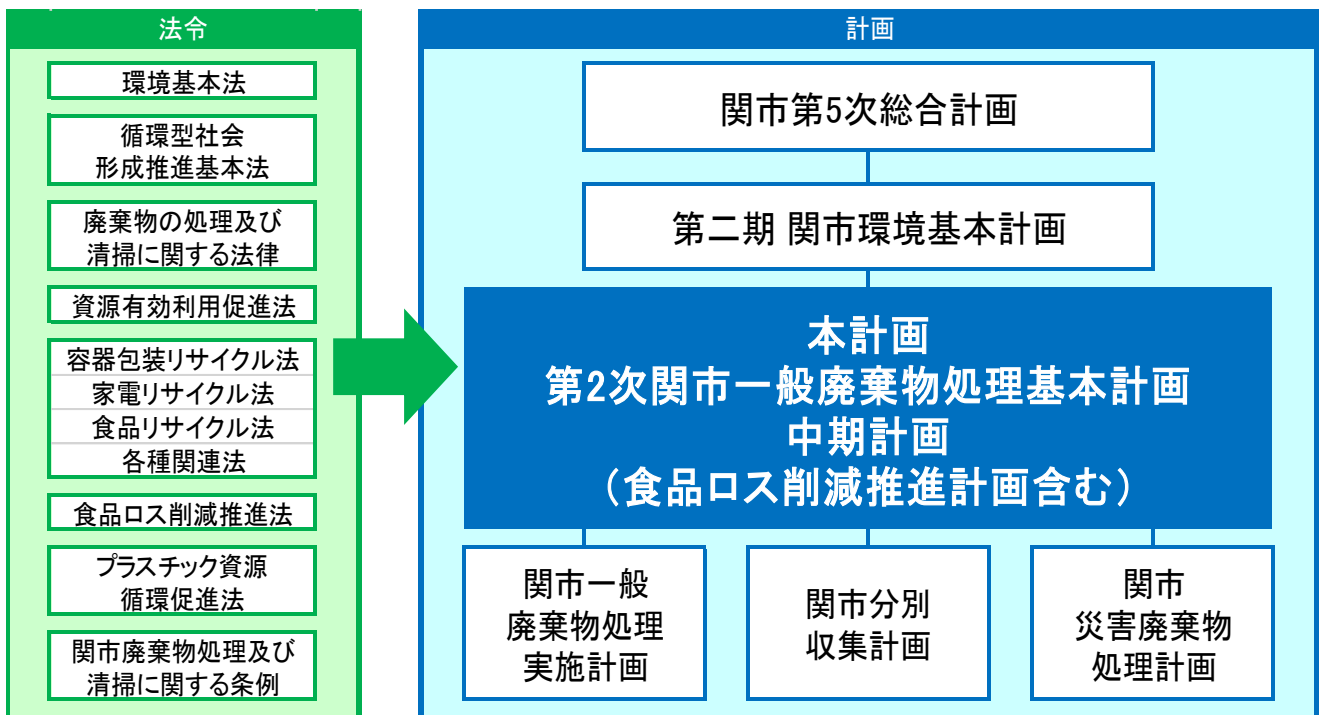 法令
環境基本法
循環型社会
形成推進基本法
廃棄物の処理及び
清掃に関する法律
資源有効利用促進法
容器包装リサイクル法
家電リサイクル法
食品リサイクル法
各種関連法
食品ロス削減推進法
プラスチック資源
循環促進法
関市廃棄物処理及び
清掃に関する条例
計画
関市第5次総合計画
第二期 関市環境基本計画
本計画
第2次関市一般廃棄物処理基本計画
中期計画
（食品ロス削減推進計画含む）
関市一般
廃棄物処理
実施計画
関市分別
収集計画
関市
災害廃棄物
処理計画